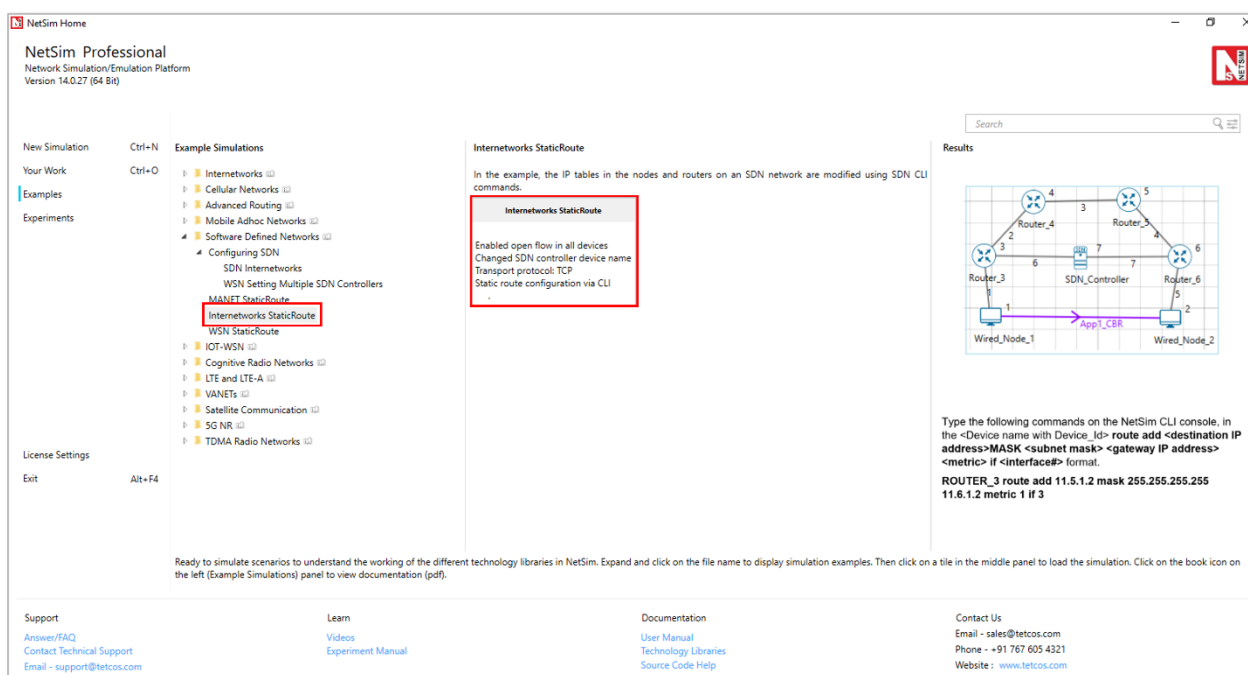 NetSim Home
NetSim Professional
Network Simulation/Emulation Platform
Version 14.0.27 (64 Bit)
NETSIM
Search
New Simulation Ctrl+N
Your Work Ctrl+O
Examples
Experiments
License Settings
Exit Alt+F4
Example Simulations
Internetworks
Cellular Networks
Advanced Routing
Mobile Adhoc Networks
Software Defined Networks
Configuring SDN
SDN Internetworks
WSN Setting Multiple SDN Controllers
MANET StaticRoute
Internetworks StaticRoute
WSN StaticRoute
IOT-WSN
Cognitive Radio Networks
LTE and LTE-A
VANETs
Satellite Communication
5G NR
TDMA Radio Networks
Internetworks StaticRoute
In the example, the IP tables in the nodes and routers on an SDN network are modified using SDN CLI
commands.
Internetworks StaticRoute
Enabled open flow in all devices
Changed SDN controller device name
Transport protocol: TCP
Static route configuration via CLI
Results
4 5
3
Router_4 Router_5
2 4
3 7 6
6 7
Router_3 SDN_Controller Router_6
1 5
1 2
App1_CBR
Wired_Node_1 Wired_Node_2
Type the following commands on the NetSim CLI console, in
the <Device name with Device_Id> route add <destination IP
address>MASK <subnet mask> <gateway IP address>
<metric> if <interface#> format.
ROUTER_3 route add 11.5.1.2 mask 255.255.255.255
11.6.1.2 metric 1 if 3
Ready to simulate scenarios to understand the working of the different technology libraries in NetSim. Expand and click on the file name to display simulation examples. Then click on a tile in the middle panel to load the simulation. Click on the book icon on
the left (Example Simulations) panel to view documentation (pdf).
Support
Answer/FAQ
Contact Technical Support
Email - support@tetcos.com
Learn
Videos
Experiment Manual
Documentation
User Manual
Technology Libraries
Source Code Help
Contact Us
Email - sales@tetcos.com
Phone - +91 767 605 4321
Website : www.tetcos.com